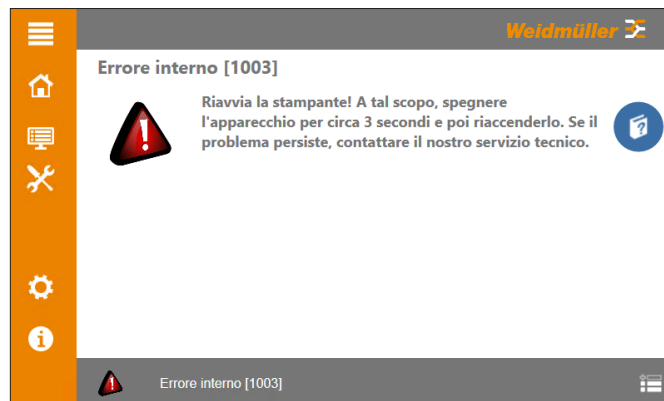 Weidmüller
Errore interno [1003]
Riavvia la stampante! A tal scopo, spegnere
l'apparecchio per circa 3 secondi e poi riaccenderlo. Se il
problema persiste, contattare il nostro servizio tecnico.
Errore interno [1003]